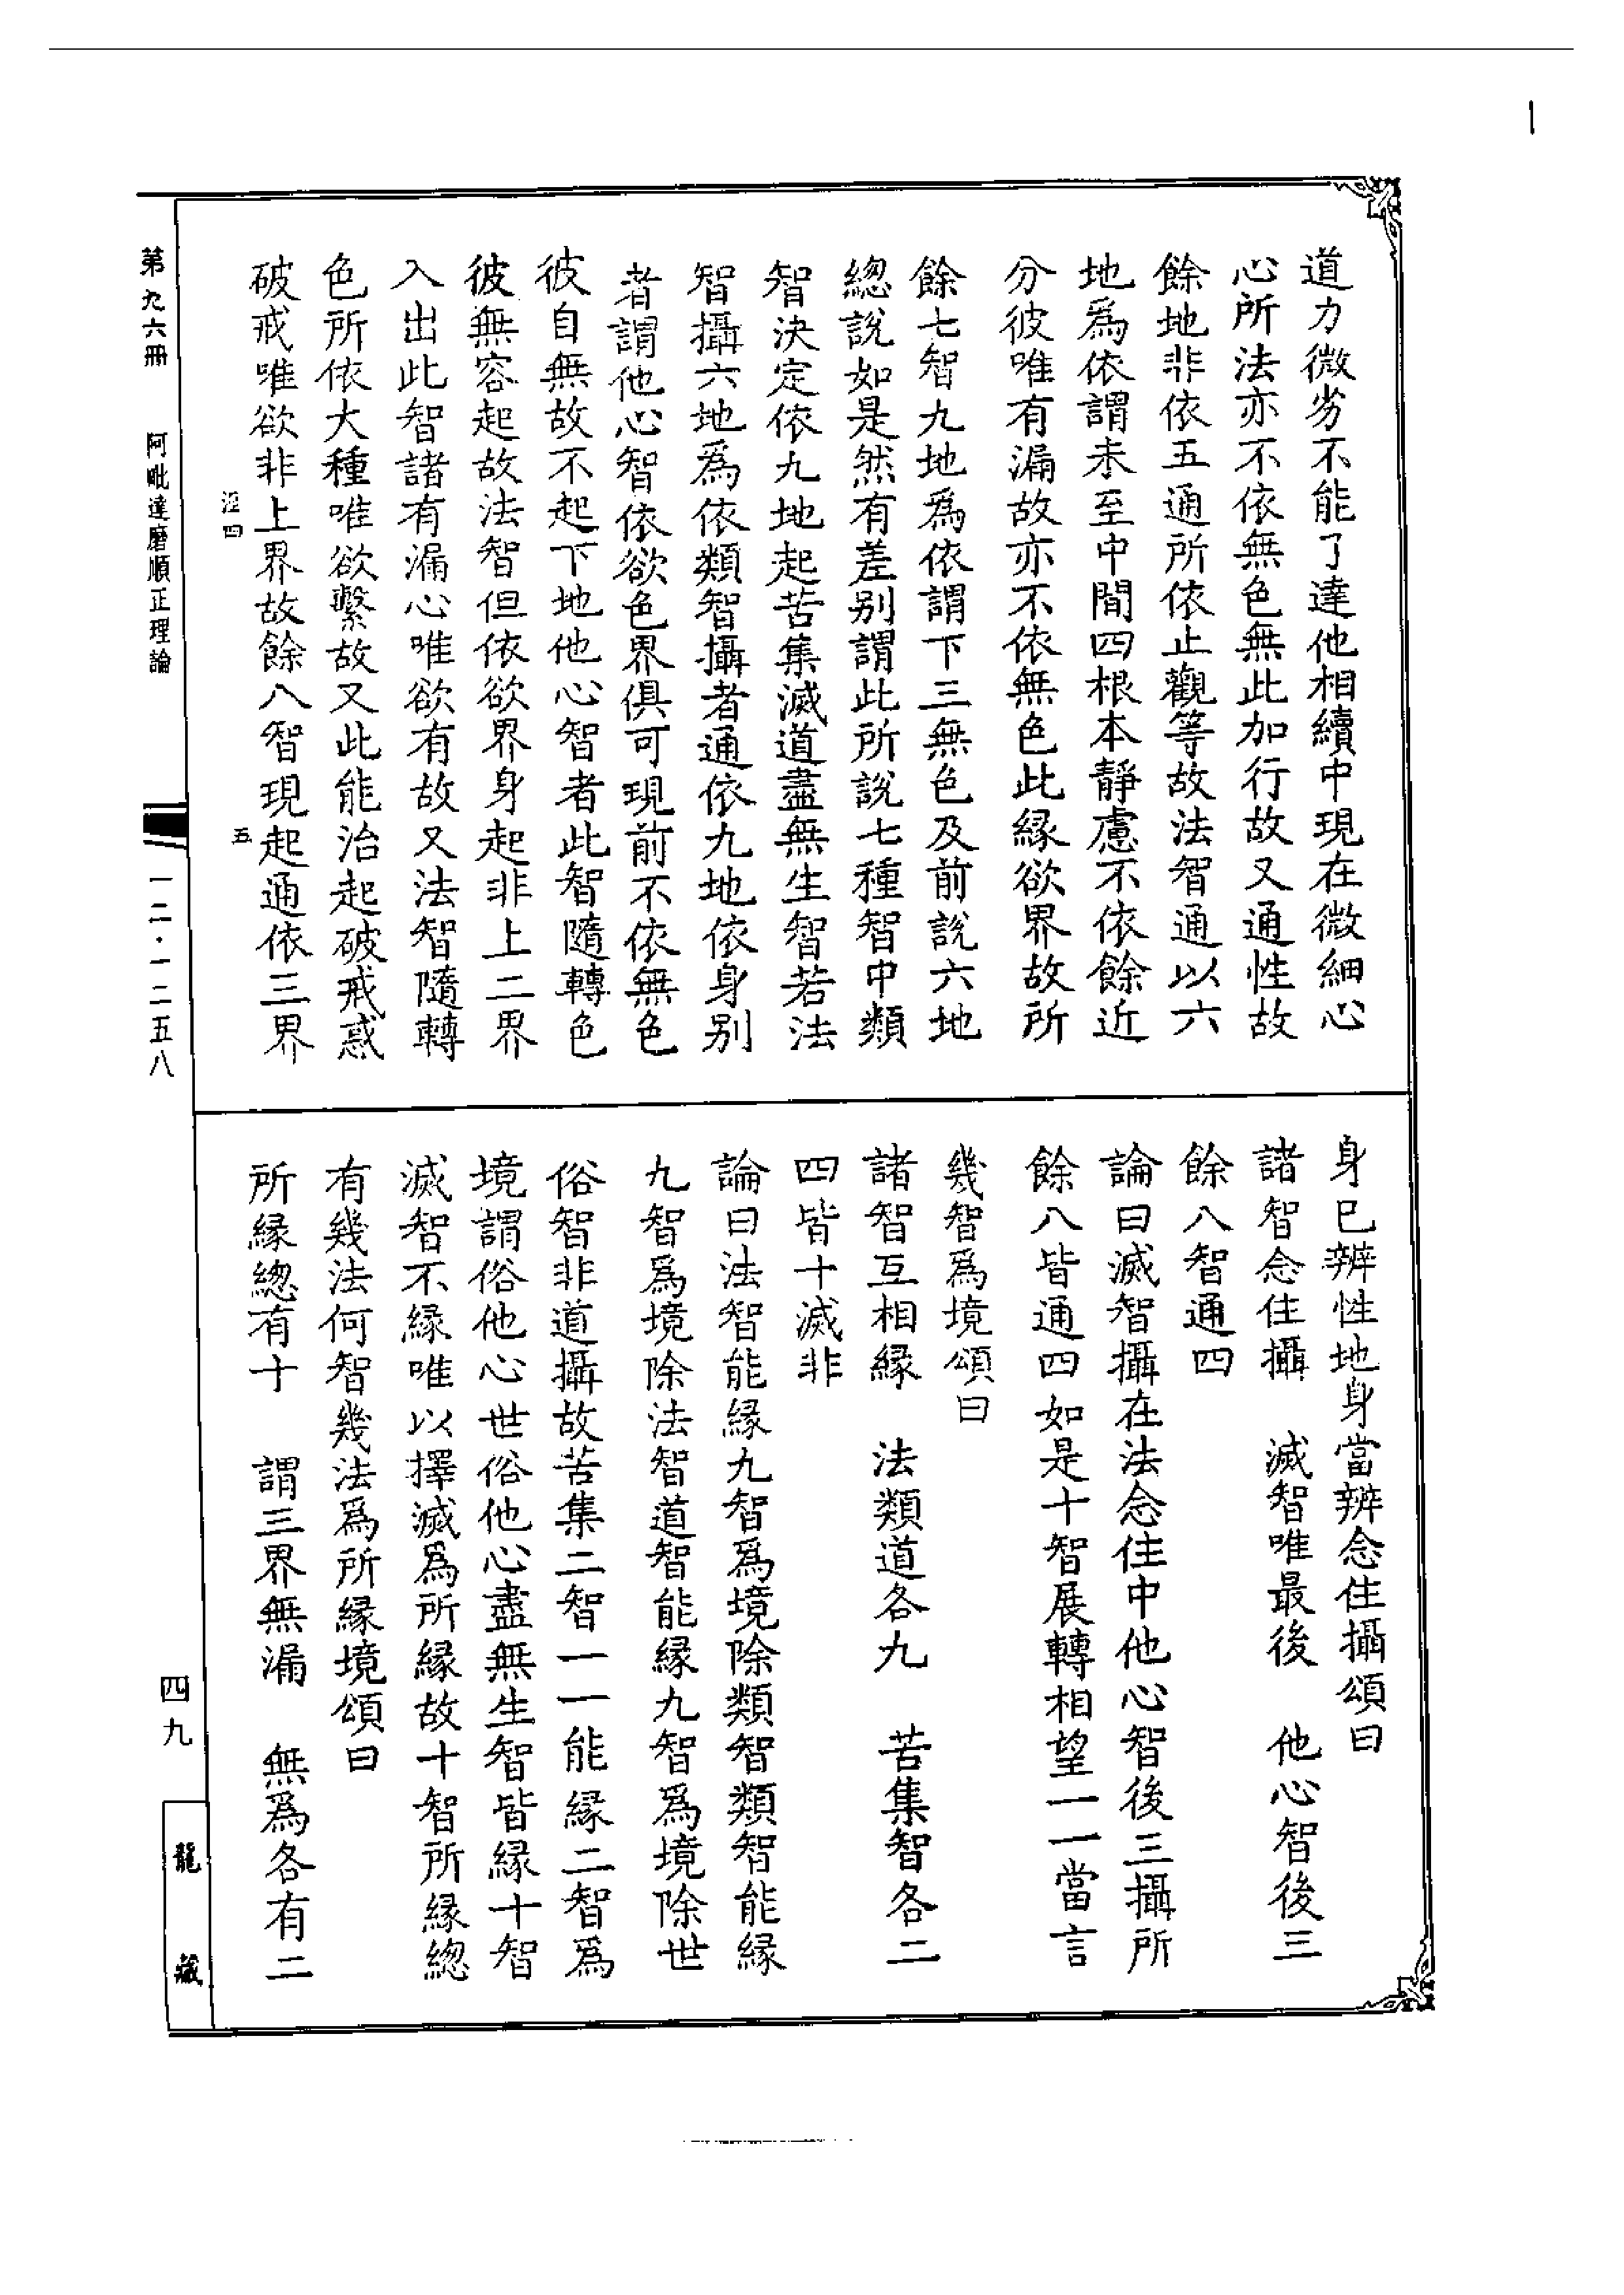 道力微劣不能了達他相續中現在微細心
心所法亦不依無色無此加行故又通性故
餘地非依五通所依止觀等故法智通以六
地爲依謂未至中間四根本靜慮不依餘近
分彼唯有漏故亦不依無色此緣欲界故所
餘七智九地爲依謂下三無色及前說六地
緫說如是然有差别謂此所說七種智中類
智決定依九地起苦集滅道盡無生智若法
智攝六地爲依類智攝者通依九地依身别
者謂他心智依欲色界俱可現前不依無色
彼自無故不起下地他心智者此智隨轉色
彼無容起故法智但依欲界身起非上二界
入出此智諸有漏心唯欲有故又法智隨轉
色所依大種唯欲繫故又此能治起破戒惑
破戒唯欲非上界故餘八智現起通依三界
身已辨性地身當辨念住攝頌曰
諸智念住攝　滅智唯最後　他心智後三
餘八智通四
論曰滅智攝在法念住中他心智後三攝所
餘八皆通四如是十智展轉相望一一當言
幾智爲境頌曰
諸智互相緣　法類道各九　苦集智各二
四皆十滅非
論曰法智能緣九智爲境除類智類智能緣
九智爲境除法智道智能緣九智爲境除世
俗智非道攝故苦集二智一一能緣二智爲
境謂俗他心世俗他心盡無生智皆緣十智
滅智不緣唯以擇滅爲所緣故十智所緣緫
有幾法何智幾法爲所緣境頌曰
所緣緫有十　謂三界無漏　無爲各有二
第九六冊　阿毗達磨順正理論
一二·一二五八
四九
龍藏
四
五